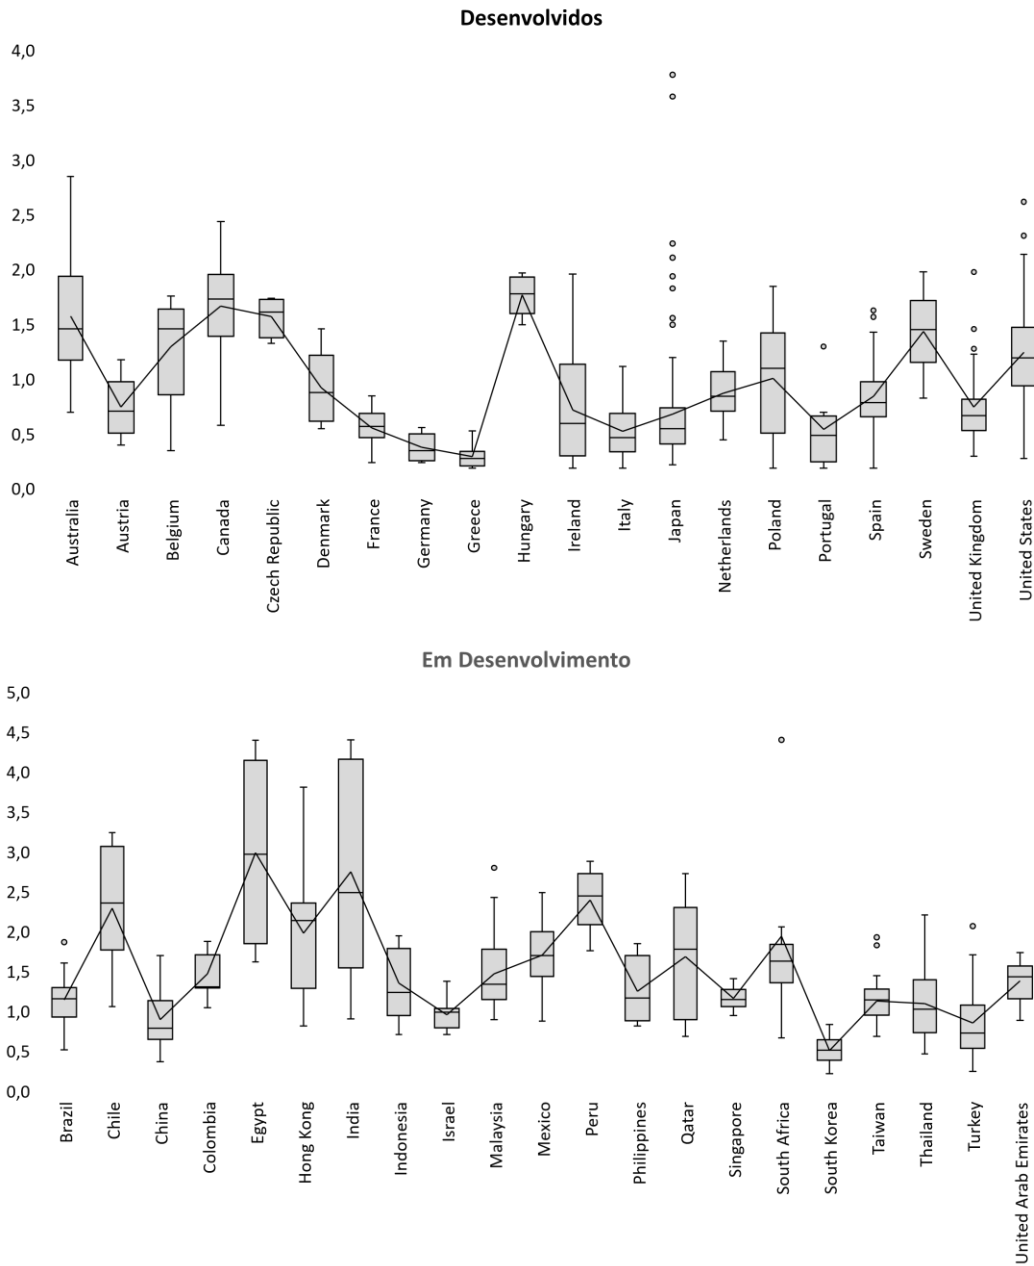 Desenvolvidos
4,0
3,5
3,0
2,5
2,0
1,5
1,0
0,5
0,0
Australia
Austria
Belgium
Canada
Czech Republic
Denmark
France
Germany
Greece
Hungary
Ireland
Italy
Japan
Netherlands
Poland
Portugal
Spain
Sweden
United Kingdom
United States
Em Desenvolvimento
5,0
4,5
4,0
3,5
3,0
2,5
2,0
1,5
1,0
0,5
0,0
Brazil
Chile
China
Colombia
Egypt
Hong Kong
India
Indonesia
Israel
Malaysia
Mexico
Peru
Philippines
Qatar
Singapore
South Africa
South Korea
Taiwan
Thailand
Turkey
United Arab Emirates